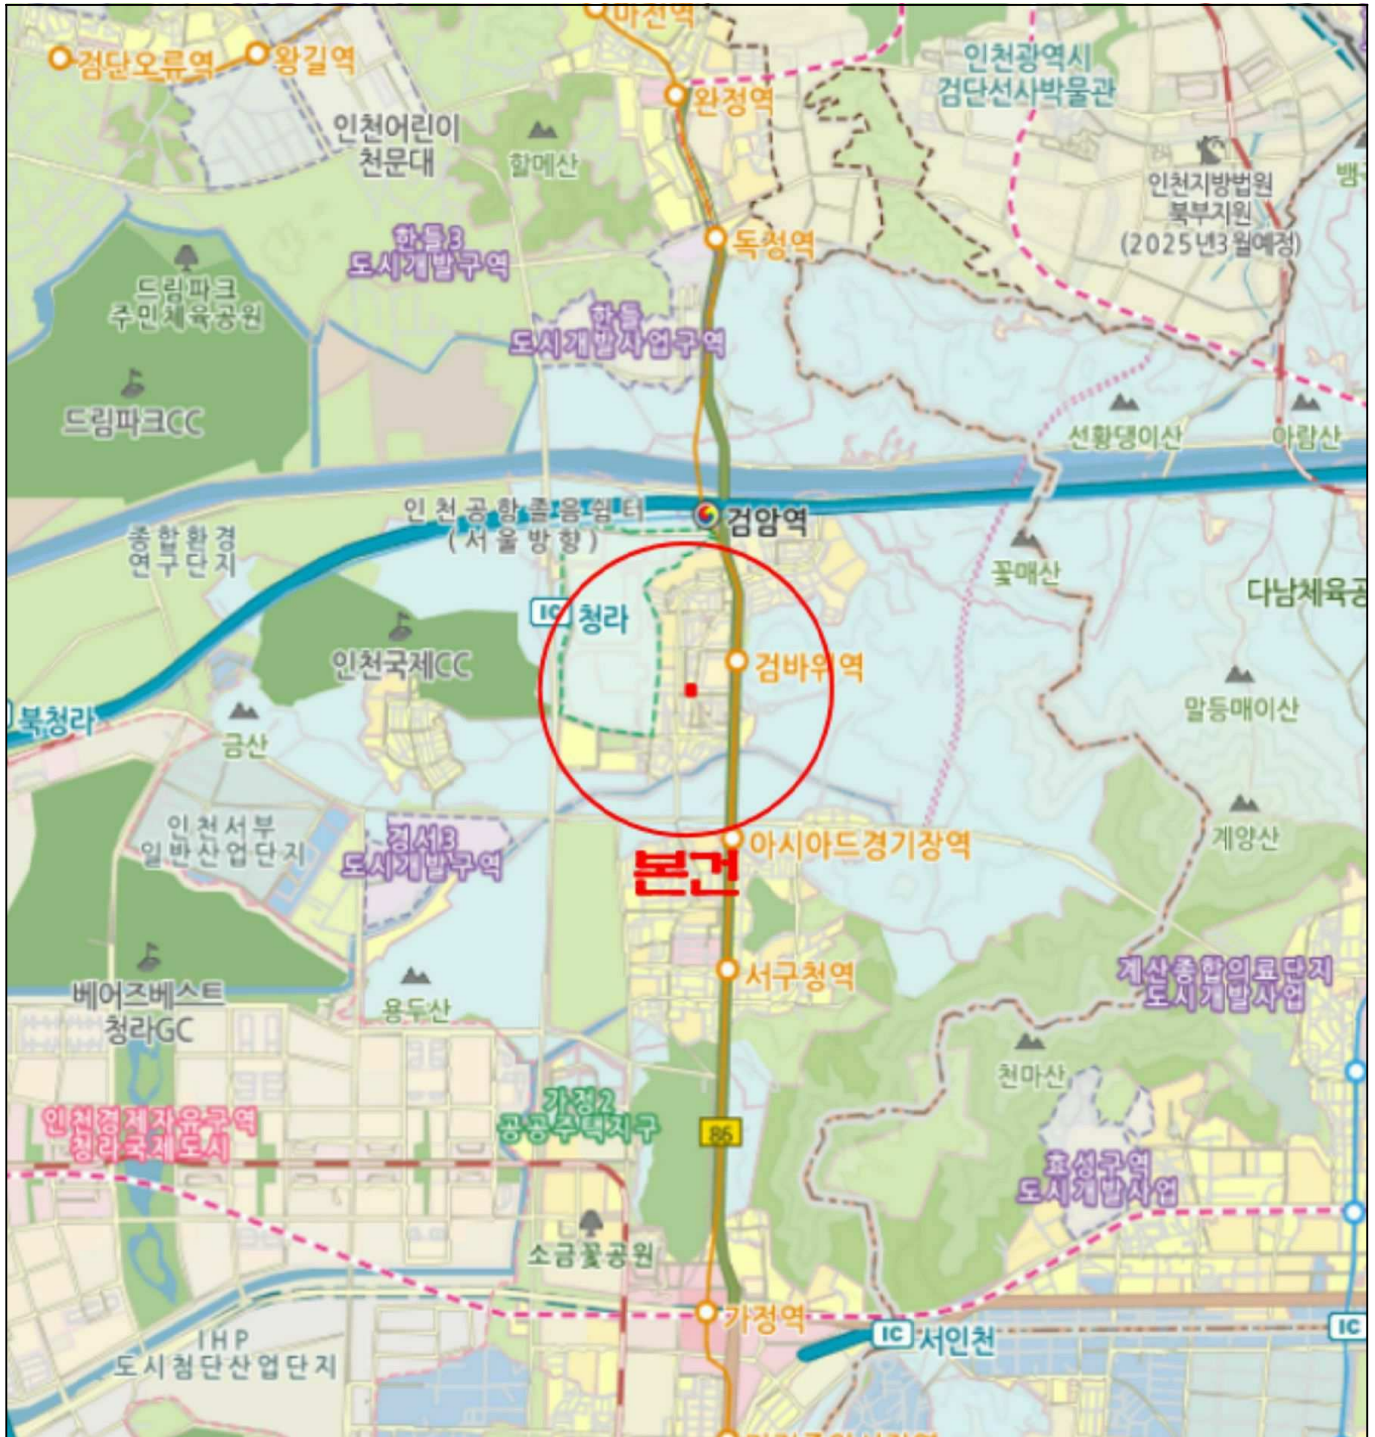 마전역
검단오류역
왕길역
완정역
인천광역시
검단선사박물관
인천어린이
천문대
할메산
인천지방법원
북부지원
(2025년3월예정)
한들3
도시개발구역
독정역
드림파크
주민체육공원
한들
도시개발사업구역
드림파크CC
선황댕이산
아람산
인천공항졸음쉼터
(서울방향)
검암역
종합환경
연구단지
꽃매산
다남체육공
IC 청라
인천국제CC
검바위역
말등매이산
북청라
금산
인천서부
일반산업단지
경서3
도시개발구역
아시아드경기장역
계양산
본건
서구청역
계산종합의료단지
도시개발사업
베어즈베스트
청라GC
용두산
천마산
인천경제자유구역
청라국제도시
가정2
공공주택지구
86
효성구역
도시개발사업
소금꽃공원
가정역
IC 서인천
IC
IHP
도시첨단산업단지